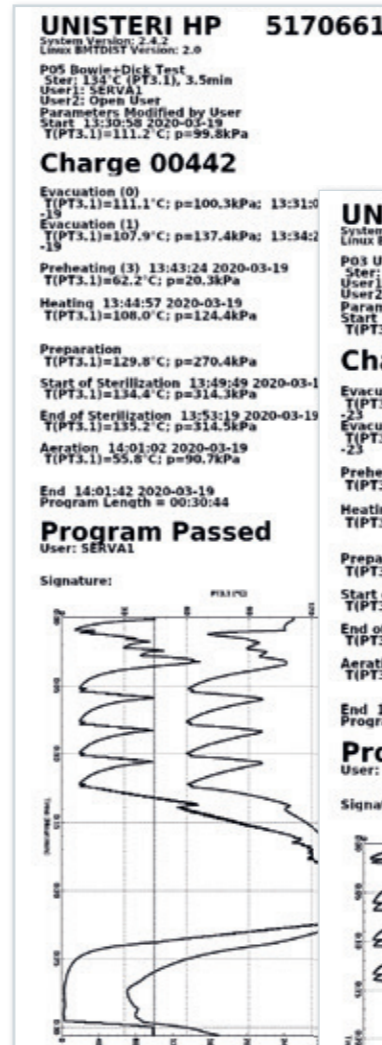 UNISTERI HP 5170661
System Version: 2.4.2
Linux BMTDIST Version: 2.0
P05 Bowie+Dick Test
Ster: 134°C (PT3.1), 3.5min
User1: SERVA1
User2: Open User
Parameters Modified by User
Start 13:30:58 2020-03-19
T(PT3.1)=111.2°C; p=99.8kPa
Charge 00442
Evacuation (0)
T(PT3.1)=111.1°C; p=100.3kPa; 13:31:0
-19
Evacuation (1)
T(PT3.1)=107.9°C; p=137.4kPa; 13:34:2
-19
Preheating (3) 13:43:24 2020-03-19
T(PT3.1)=62.2°C; p=20.3kPa
Heating 13:44:57 2020-03-19
T(PT3.1)=108.0°C; p=124.4kPa
Preparation
T(PT3.1)=129.8°C; p=270.4kPa
Start of Sterilization 13:49:49 2020-03-1
T(PT3.1)=134.4°C; p=314.3kPa
End of Sterilization 13:53:19 2020-03-19
T(PT3.1)=135.2°C; p=314.5kPa
Aeration 14:01:02 2020-03-19
T(PT3.1)=55.8°C; p=90.7kPa
End 14:01:42 2020-03-19
Program Length = 00:30:44
Program Passed
User: SERVA1
Signature:
PT3.1 (°C)
UN
System
Linux B
P03 U
Ster:
User1
User2
Param
Start
T(PT3
Cha
Evacu
T(PT
-23
Evacu
T(PT
-23
Prehe
T(PT3
Heatin
T(PT3
Prepa
T(PT3
Start o
T(PT3
End of
T(PT3
Aerati
T(PT3
End 1
Progr
Pro
User:
Signa